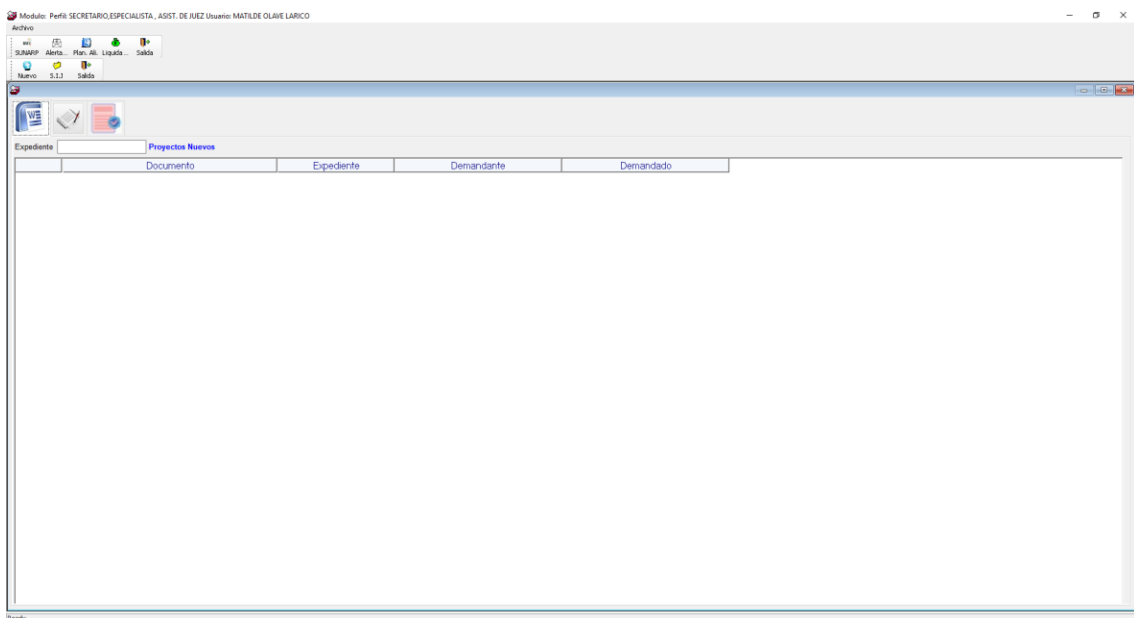 Modulo: Perfil: SECRETARIO,ESPECIALISTA , ASIST. DE JUEZ Usuario: MATILDE OLAVE LARICO
Archivo
SUNARP Alerta... Plan. Ali. Liquida... Salida
Nuevo S.I.J Salida
Expediente Proyectos Nuevos
Documento Expediente Demandante Demandado